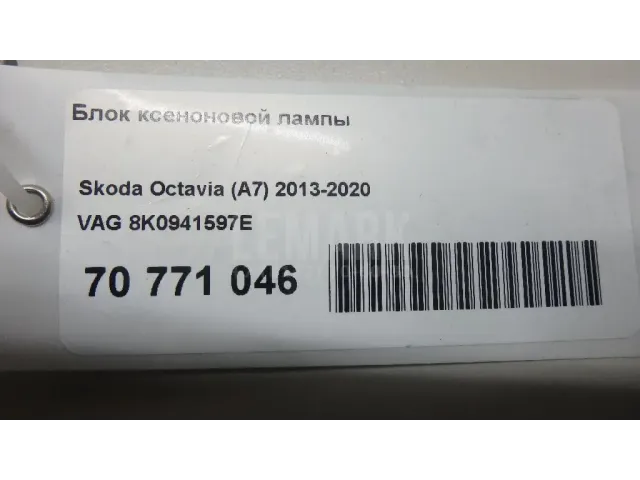 Блок ксеноновой лампы
Skoda Octavia (A7) 2013-2020
VAG 8K0941597E
70 771 046